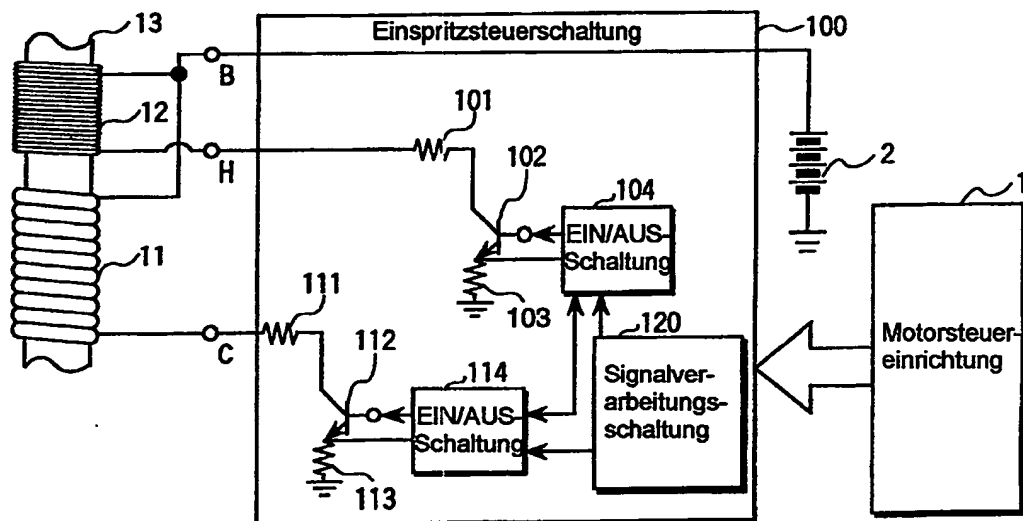 13
Einspritzsteuerschaltung
100
B
12
101
H
102
2
104
1
EIN/AUS-
Schaltung
11
103
111
C
120
112
114
Motorsteuer-
einrichtung
Signalver-
arbeitungs-
schaltung
EIN/AUS-
Schaltung
113